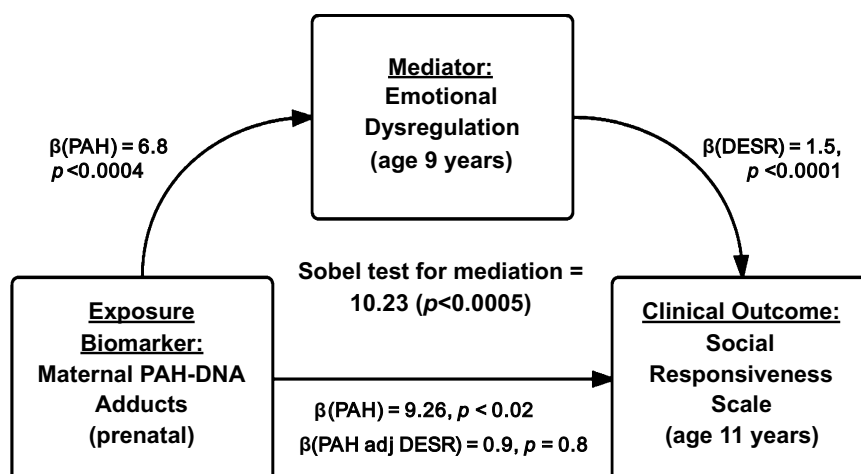 Mediator:
Emotional
Dysregulation
(age 9 years)
β(PAH) = 6.8
p<0.0004
β(DESR) = 1.5,
p <0.0001
Sobel test for mediation =
10.23 (p<0.0005)
Exposure
Biomarker:
Maternal PAH-DNA
Adducts
(prenatal)
Clinical Outcome:
Social
Responsiveness
Scale
(age 11 years)
β(PAH) = 9.26, p < 0.02
β(PAH adj DESR) = 0.9, p = 0.8